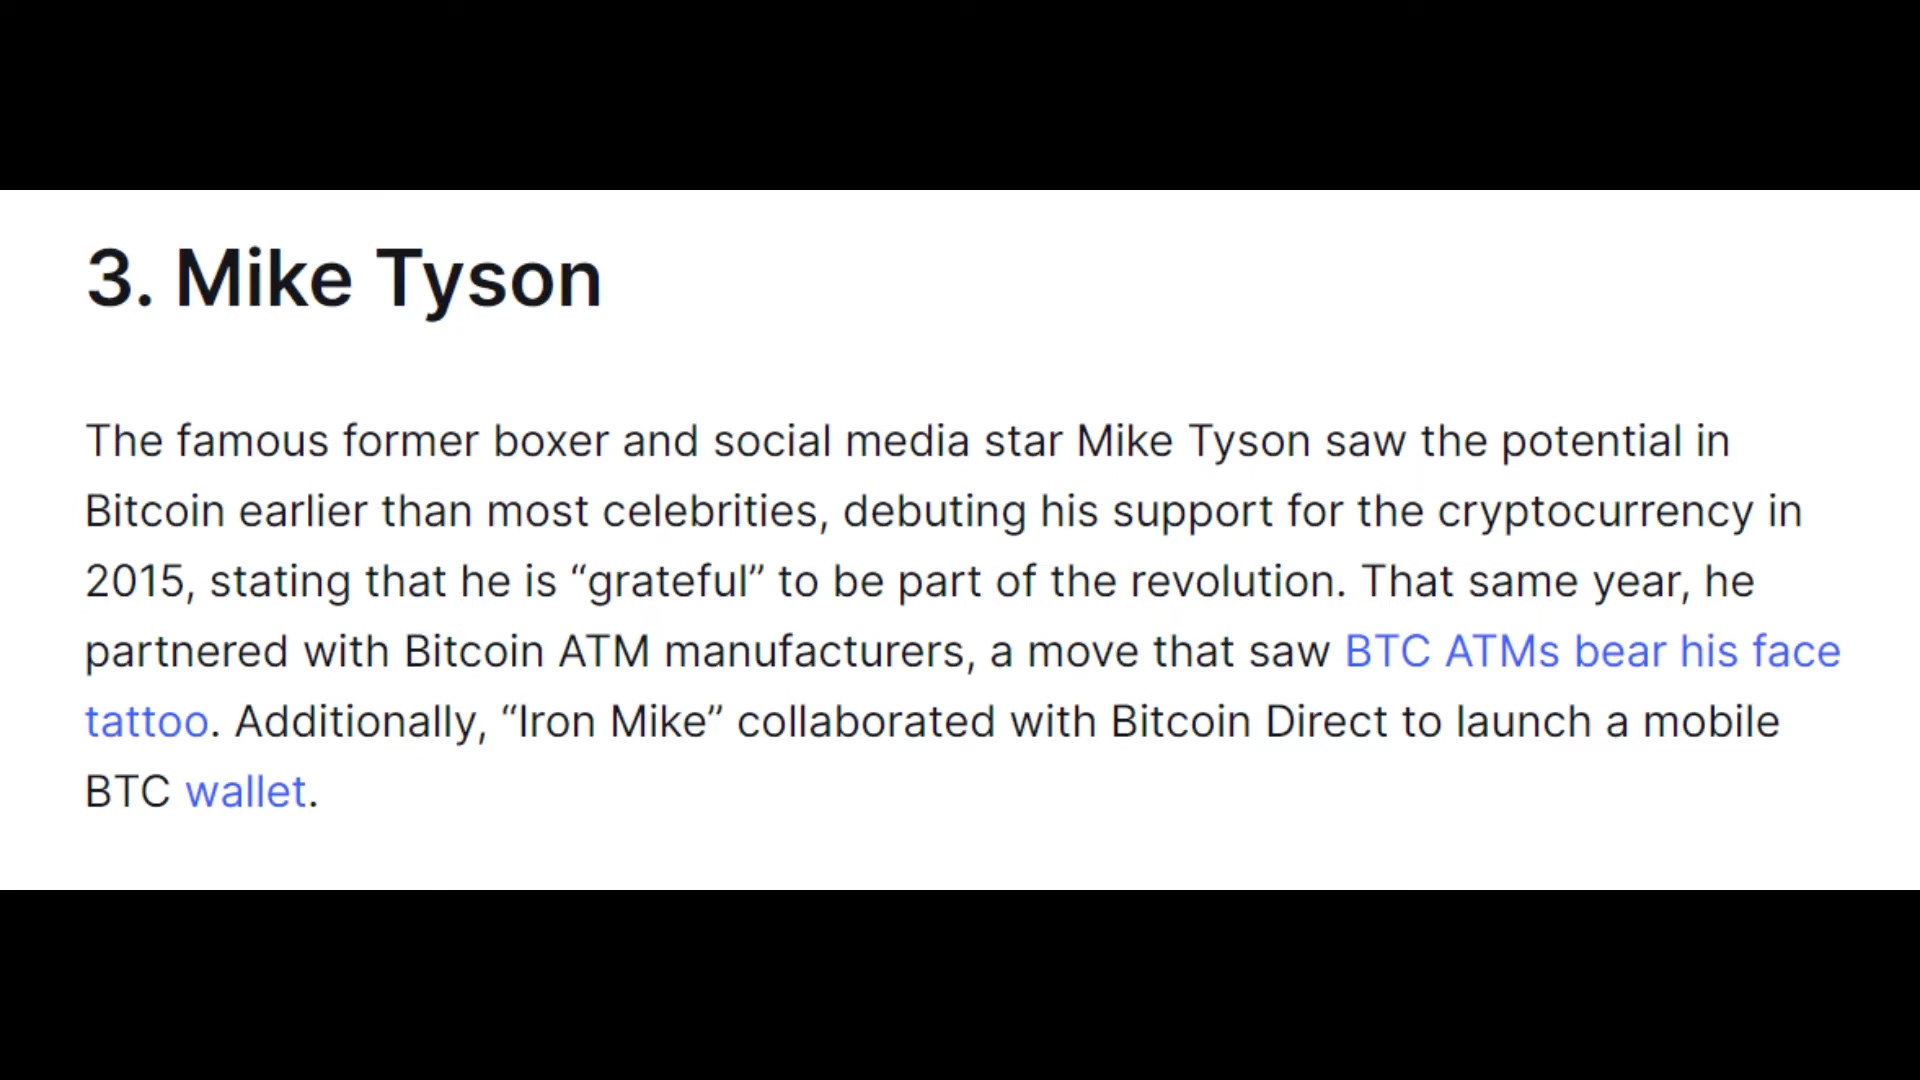 3. Mike Tyson
The famous former boxer and social media star Mike Tyson saw the potential in
Bitcoin earlier than most celebrities, debuting his support for the cryptocurrency in
2015, stating that he is “grateful” to be part of the revolution. That same year, he
partnered with Bitcoin ATM manufacturers, a move that saw BTC ATMs bear his face
tattoo. Additionally, “Iron Mike” collaborated with Bitcoin Direct to launch a mobile
BTC wallet.